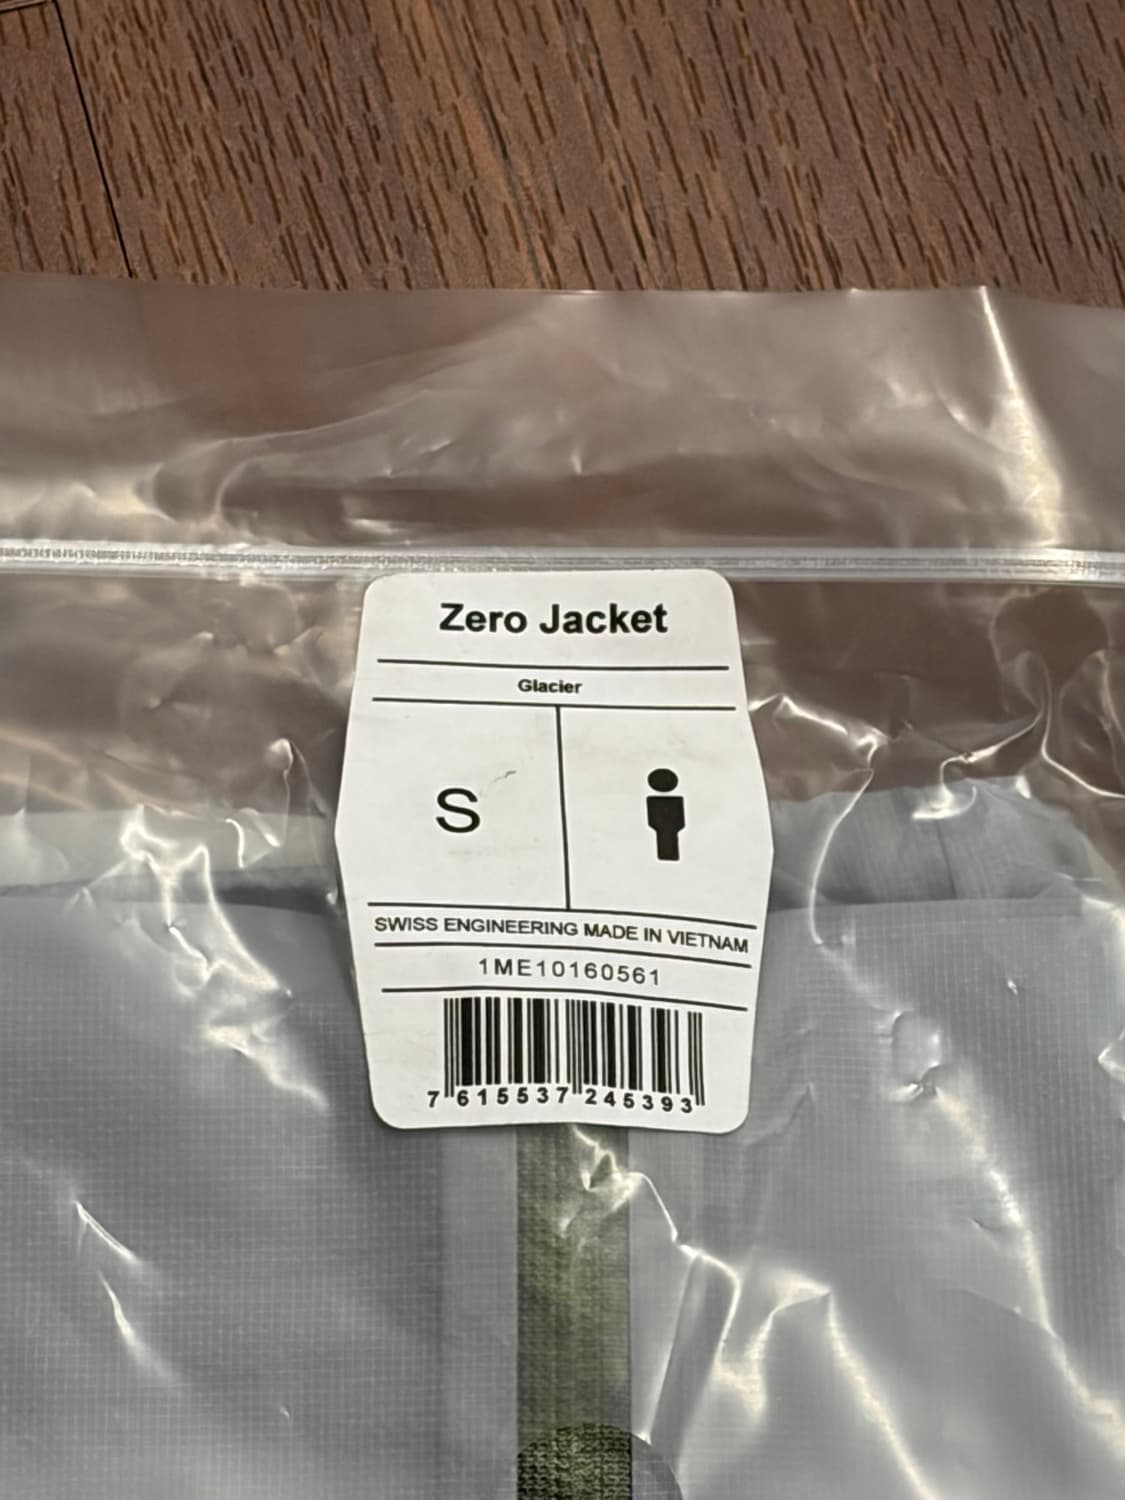 Zero Jacket
Glacier
S
SWISS ENGINEERING MADE IN VIETNAM
1ME10160561
7 615537 245393